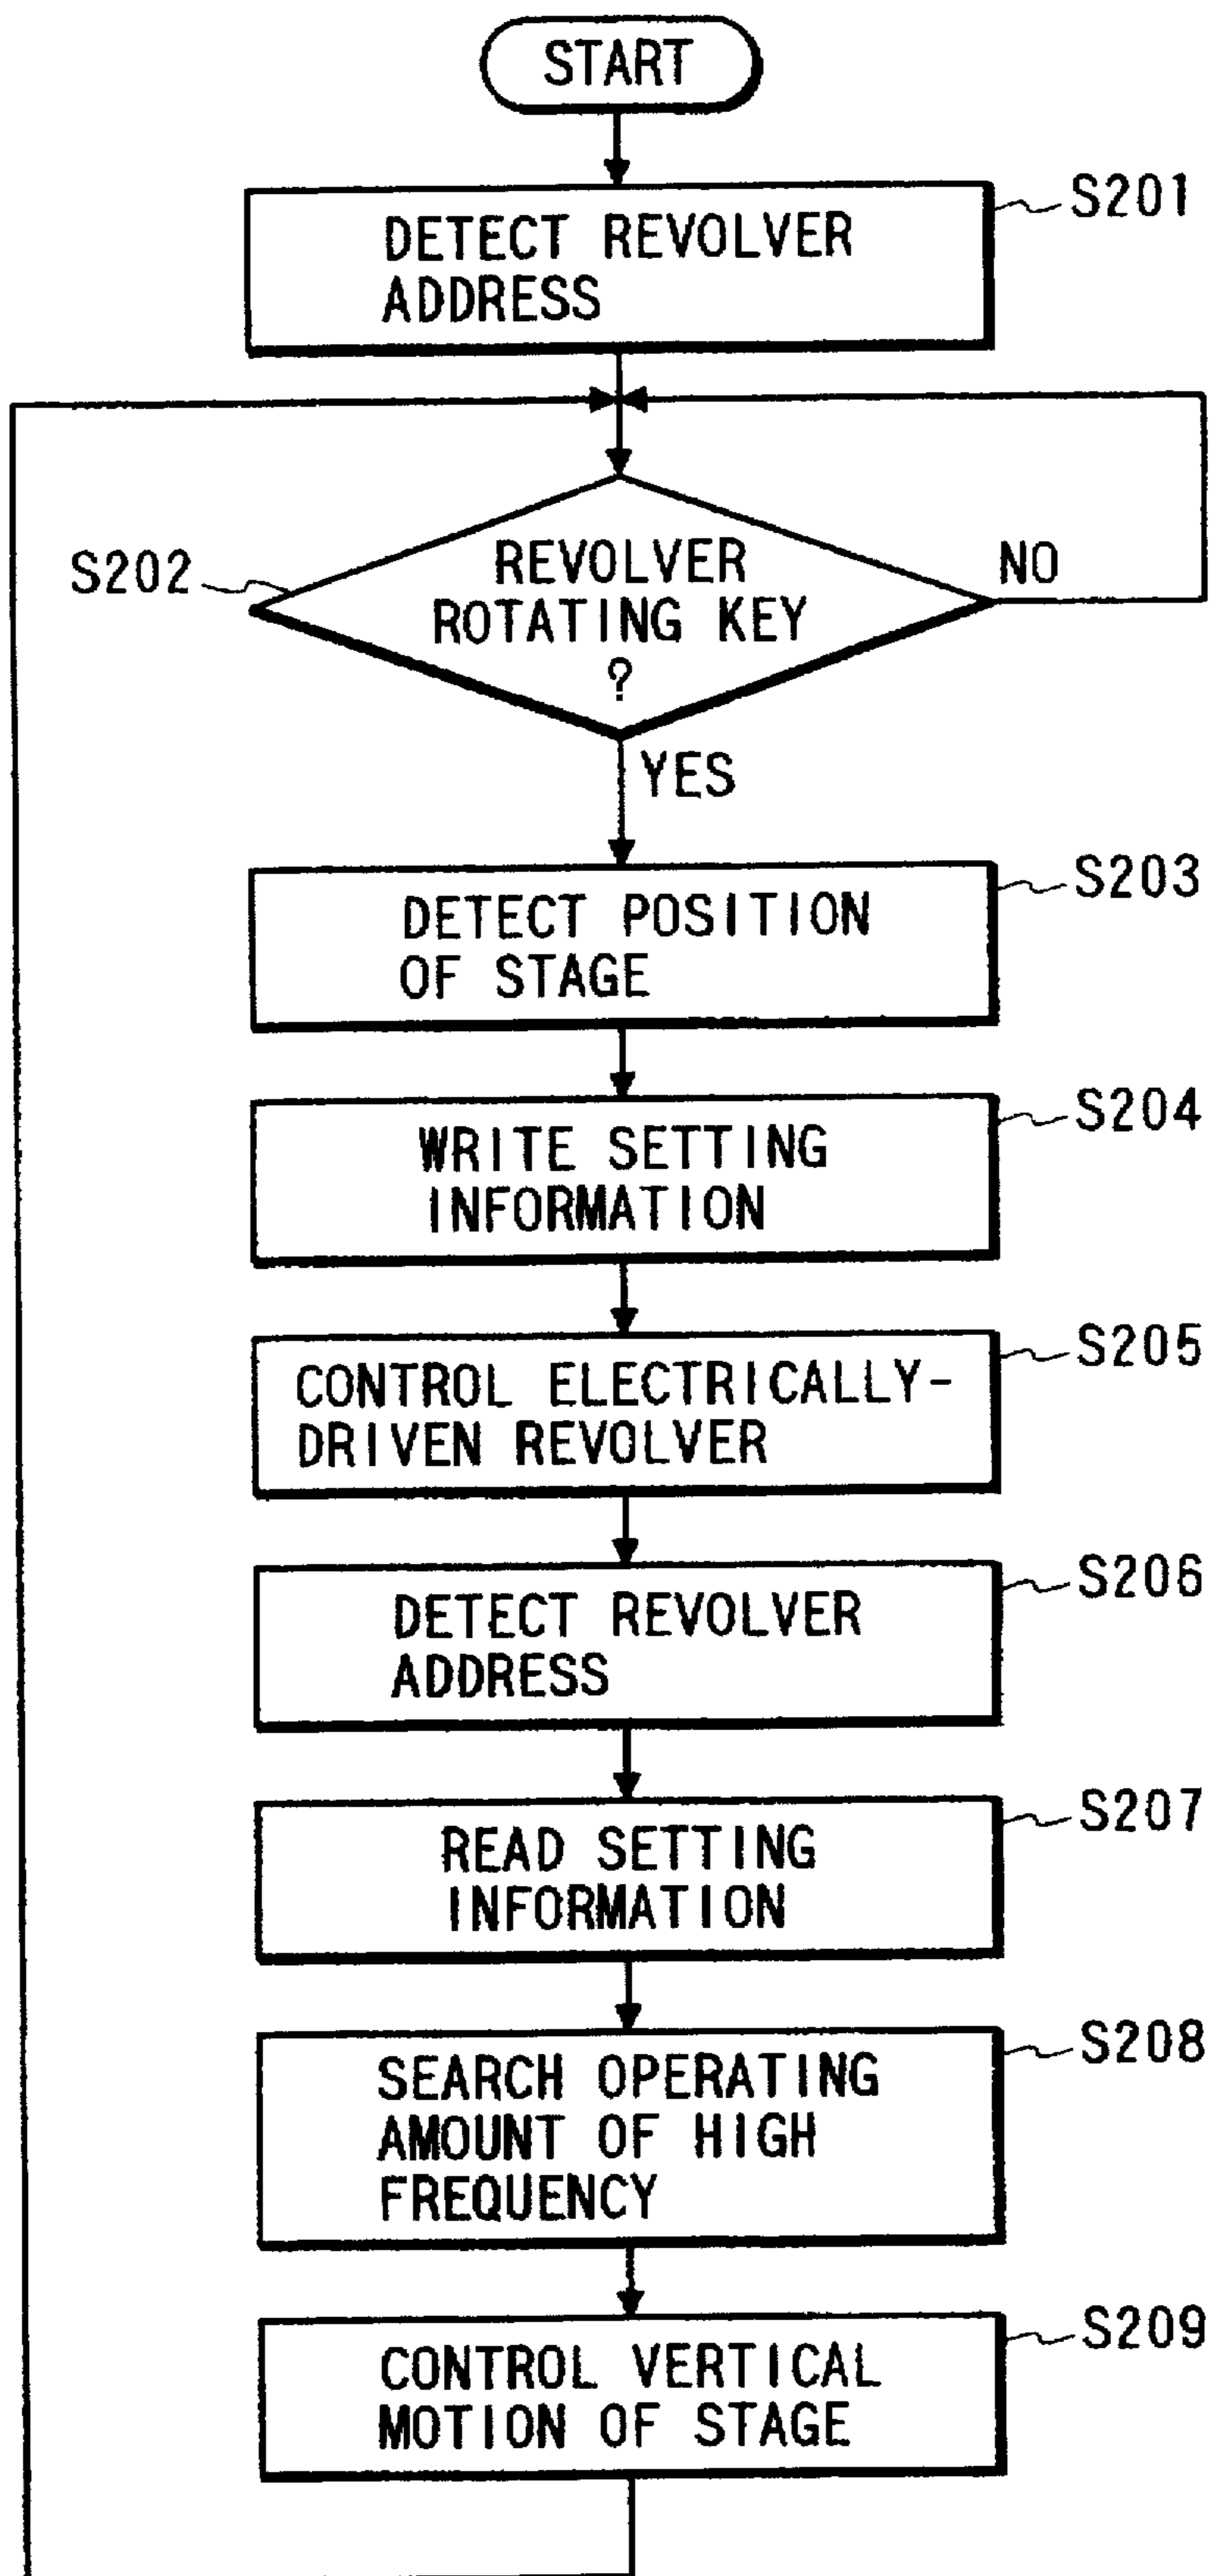 START
S201
DETECT REVOLVER
ADDRESS
S202
REVOLVER
ROTATING KEY
?
NO
YES
S203
DETECT POSITION
OF STAGE
S204
WRITE SETTING
INFORMATION
S205
CONTROL ELECTRICALLY-
DRIVEN REVOLVER
S206
DETECT REVOLVER
ADDRESS
S207
READ SETTING
INFORMATION
S208
SEARCH OPERATING
AMOUNT OF HIGH
FREQUENCY
S209
CONTROL VERTICAL
MOTION OF STAGE